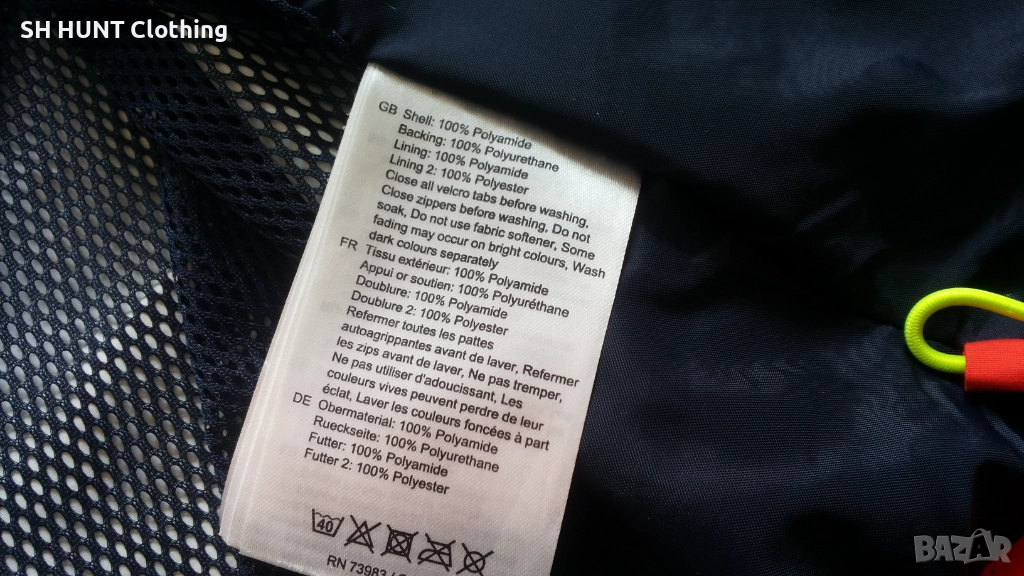 SH HUNT Clothing
GB Shell: 100% Polyamide
Backing: 100% Polyurethane
Lining: 100% Polyamide
Lining 2: 100% Polyester
Close all velcro tabs before washing,
Close zippers before washing, Do not
soak, Do not use fabric softener, Some
fading may occur on bright colours, Wash
dark colours separately
FR Tissu extérieur: 100% Polyamide
Appui or soutien: 100% Polyuréthane
Doublure: 100% Polyamide
Doublure 2: 100% Polyester
Refermer toutes les pattes
autoagrippantes avant de laver, Refermer
les zips avant de laver, Ne pas tremper,
Ne pas utiliser d'adoucissant, Les
couleurs vives peuvent perdre de leur
éclat, Laver les couleurs foncées à part
DE Obermaterial: 100% Polyamide
Rueckseite: 100% Polyurethane
Futter: 100% Polyamide
Futter 2: 100% Polyester
40
RN 73983 /
BAZAR